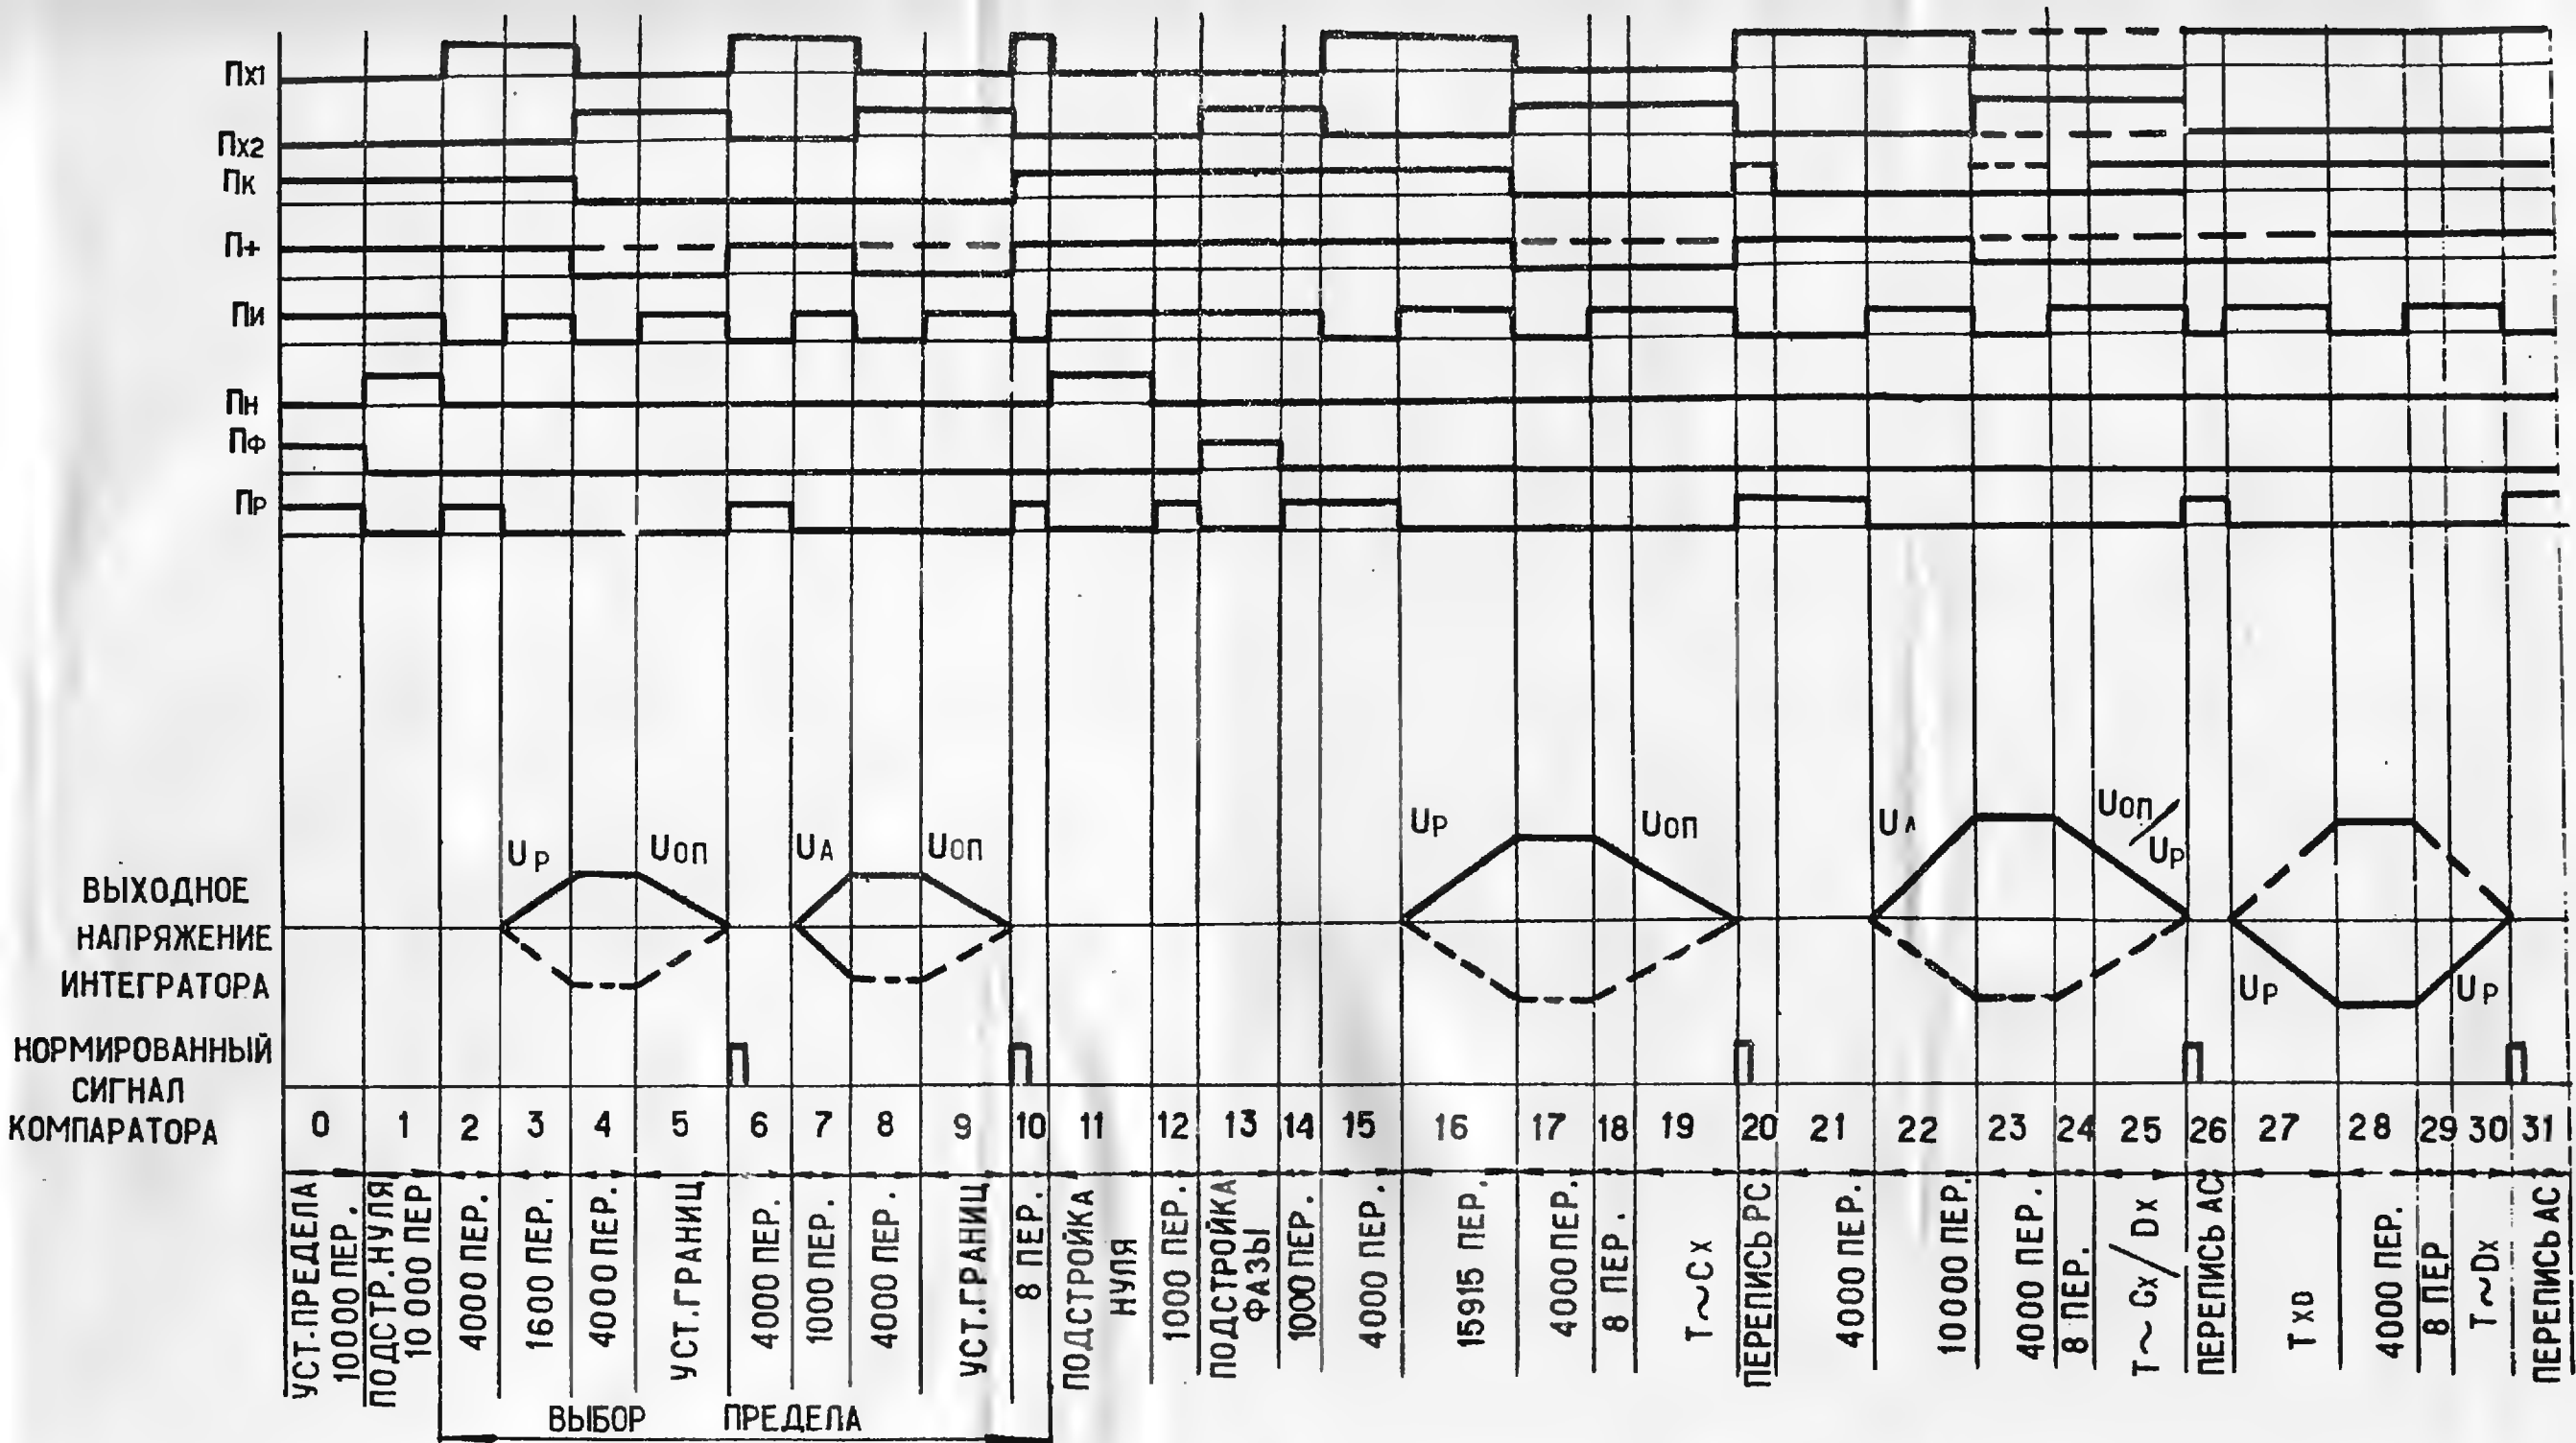 Пх1
Пх2
Пк
П+
Пи
Пн
Пф
Пр
Uр Uоп UА Uоп Uр Uоп UА Uоп/Uр
Uр Uр
ВЫХОДНОЕ
НАПРЯЖЕНИЕ
ИНТЕГРАТОРА
НОРМИРОВАННЫЙ
СИГНАЛ
КОМПАРАТОРА
0 1 2 3 4 5 6 7 8 9 10 11 12 13 14 15 16 17 18 19 20 21 22 23 24 25 26 27 28 29 30 31
УСТ.ПРЕДЕЛА
10000 ПЕР.
ПОДСТР.НУЛЯ
10 000 ПЕР
4000 ПЕР.
1600 ПЕР.
4000 ПЕР.
УСТ.ГРАНИЦ
4000 ПЕР.
1000 ПЕР.
4000 ПЕР.
УСТ.ГРАНИЦ
8 ПЕР.
ПОДСТРОЙКА
НУЛЯ
1000 ПЕР.
ПОДСТРОЙКА
ФАЗЫ
1000 ПЕР.
4000 ПЕР.
15915 ПЕР.
4000 ПЕР.
8 ПЕР.
T~Cx
ПЕРЕПИСЬ РС
4000 ПЕР.
10000 ПЕР.
4000 ПЕР.
8 ПЕР.
T~Gx/Dx
ПЕРЕПИСЬ АС
Txo
4000 ПЕР.
8 ПЕР
T~Dx
ПЕРЕПИСЬ АС
ВЫБОР ПРЕДЕЛА